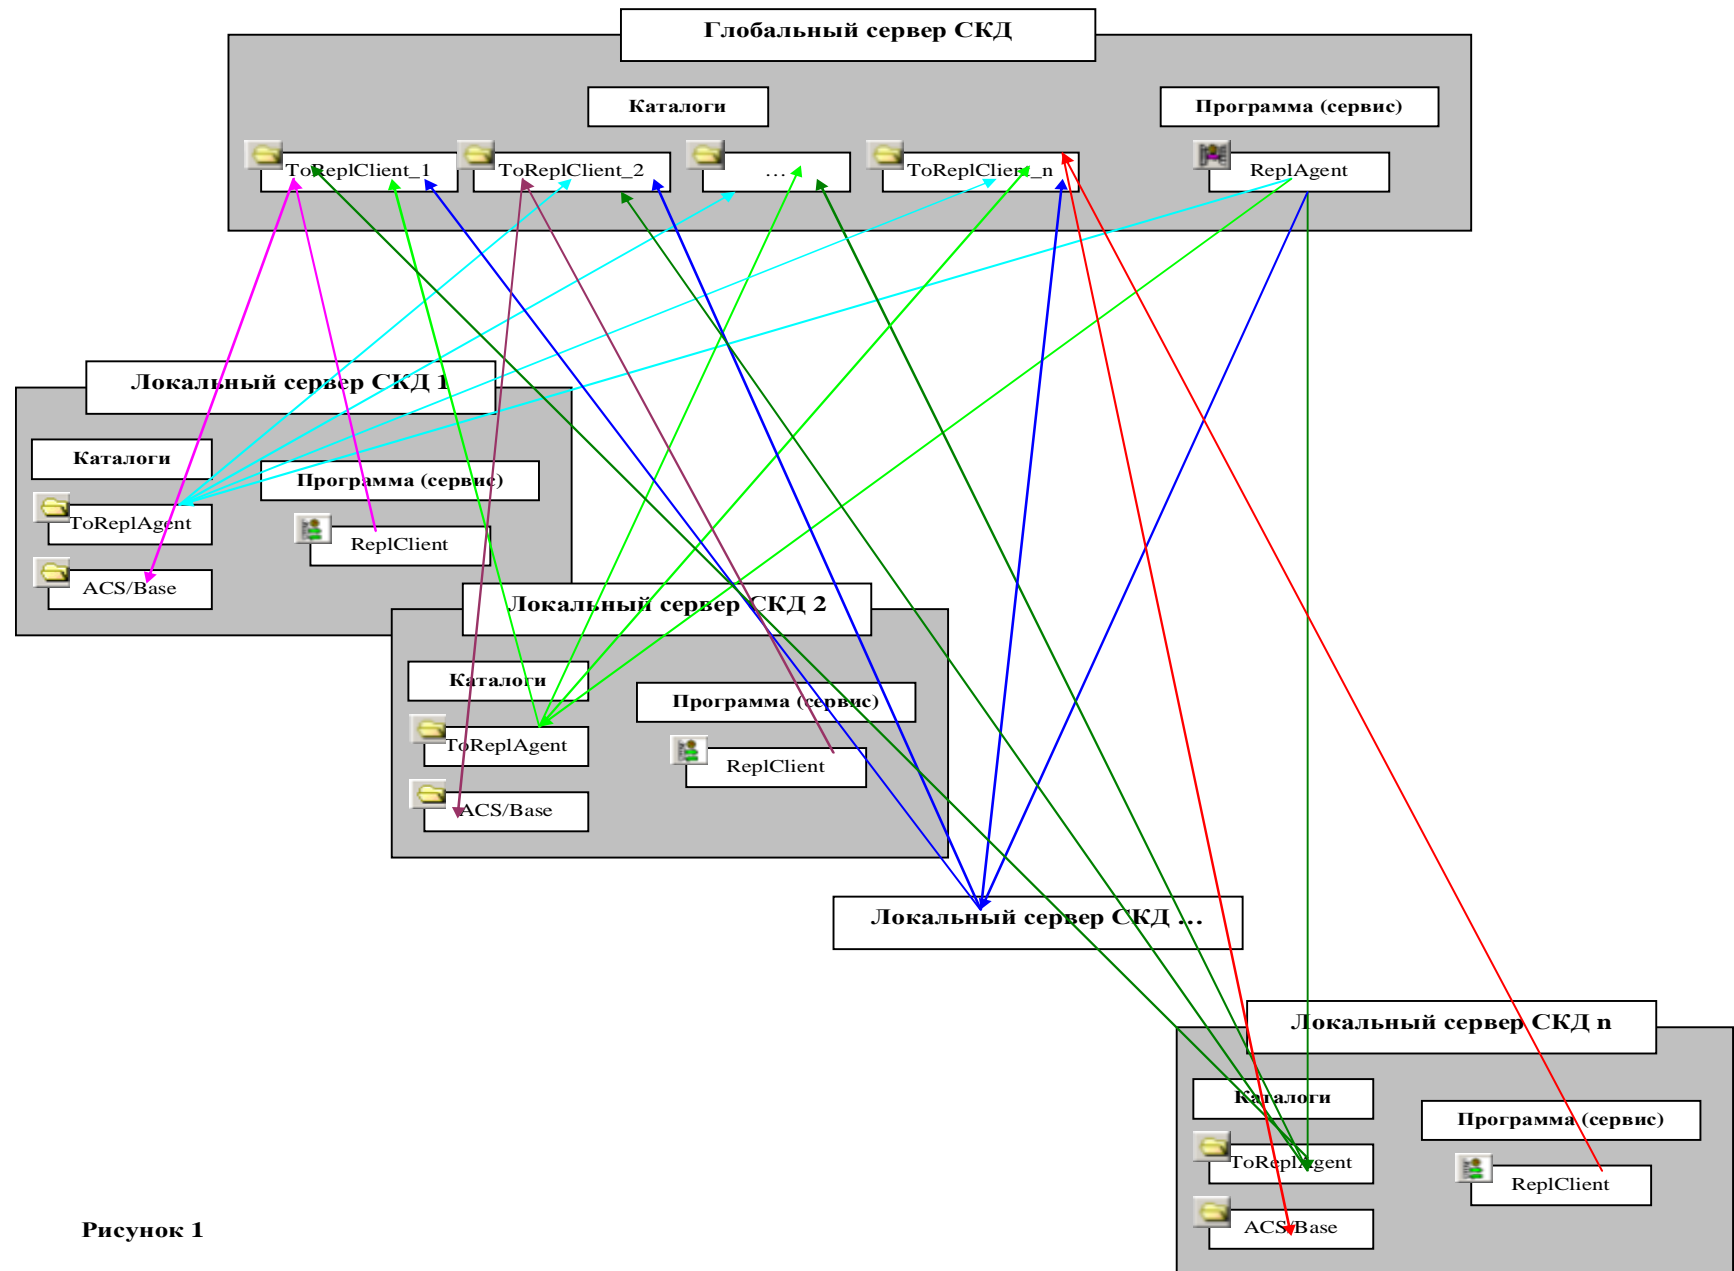 Глобальный сервер СКД
Каталоги
Программа (сервис)
ToReplClient_1
ToReplClient_2
...
ToReplClient_n
ReplAgent
Локальный сервер СКД 1
Каталоги
Программа (сервис)
ToReplAgent
ReplClient
ACS/Base
Локальный сервер СКД 2
Каталоги
Программа (сервис)
ToReplAgent
ReplClient
ACS/Base
Локальный сервер СКД ...
Локальный сервер СКД n
Каталоги
Программа (сервис)
ToReplAgent
ReplClient
ACS/Base
Рисунок 1